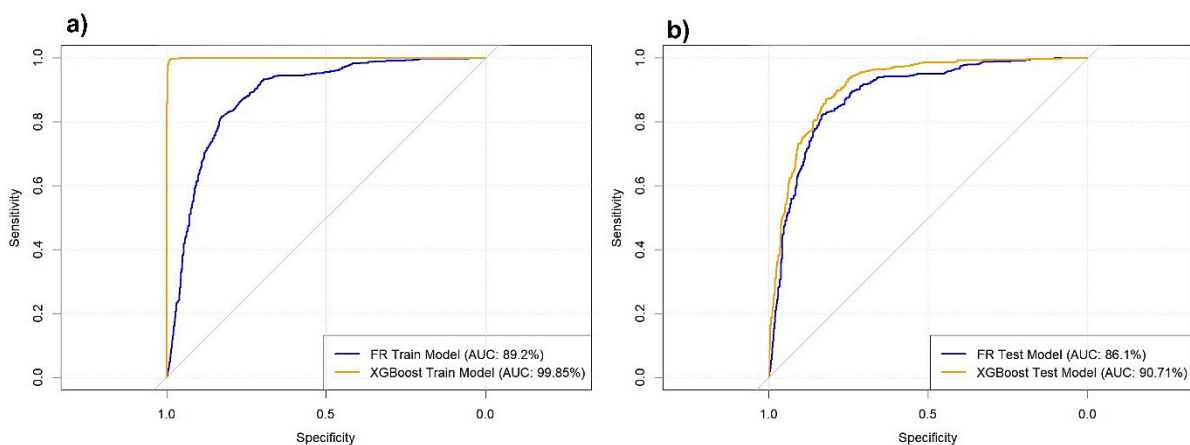 a)
1.0
0.8
0.6
0.4
0.2
0.0
Sensitivity
FR Train Model (AUC: 89.2%)
XGBoost Train Model (AUC: 99.85%)
1.0 0.5 0.0
Specificity
b)
1.0
0.8
0.6
0.4
0.2
0.0
Sensitivity
FR Test Model (AUC: 86.1%)
XGBoost Test Model (AUC: 90.71%)
1.0 0.5 0.0
Specificity